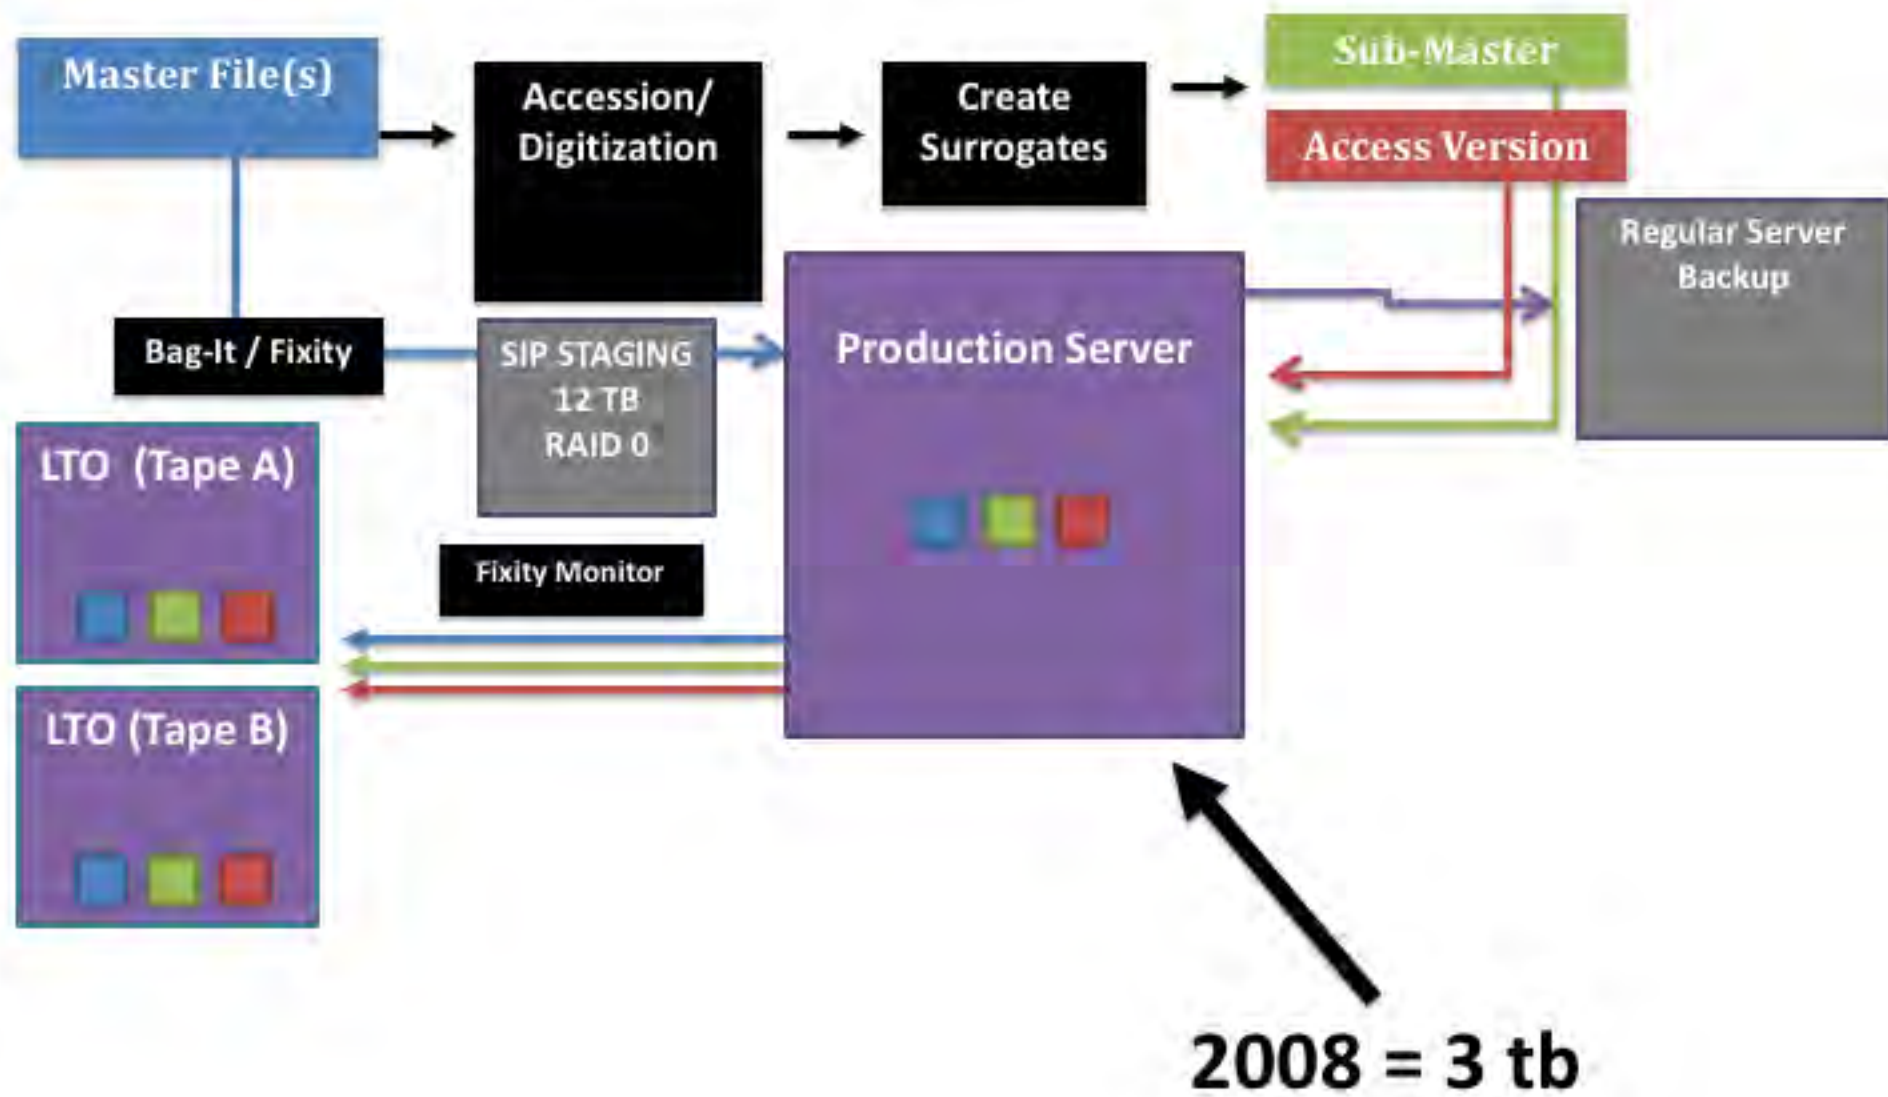 Master File(s)
Accession/
Digitization
Create
Surrogates
Sub-Master
Access Version
Regular Server
Backup
Bag-It / Fixity
SIP STAGING
12 TB
RAID 0
Production Server
LTO (Tape A)
Fixity Monitor
LTO (Tape B)
2008 = 3 tb